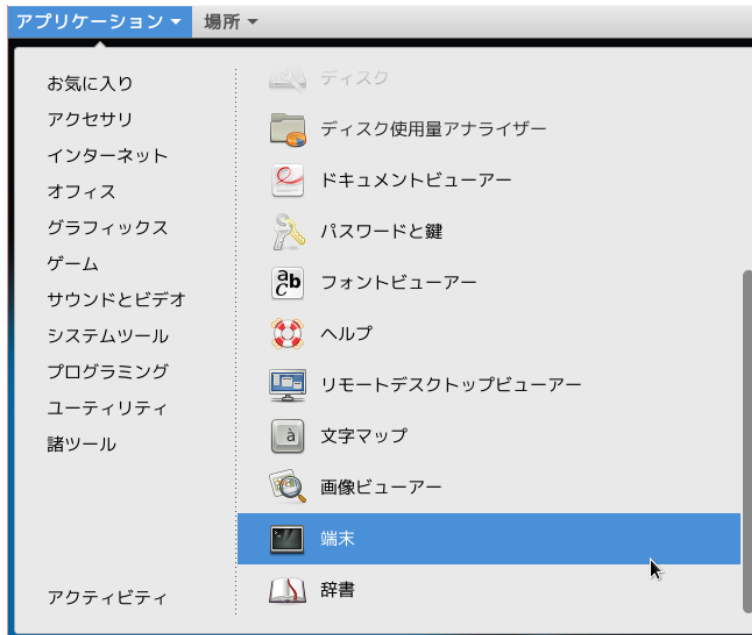 アプリケーション 場所
お気に入り
アクセサリ
インターネット
オフィス
グラフィックス
ゲーム
サウンドとビデオ
システムツール
プログラミング
ユーティリティ
諸ツール
アクティビティ
ディスク
ディスク使用量アナライザー
ドキュメントビューアー
パスワードと鍵
フォントビューアー
ヘルプ
リモートデスクトップビューアー
文字マップ
画像ビューアー
端末
辞書